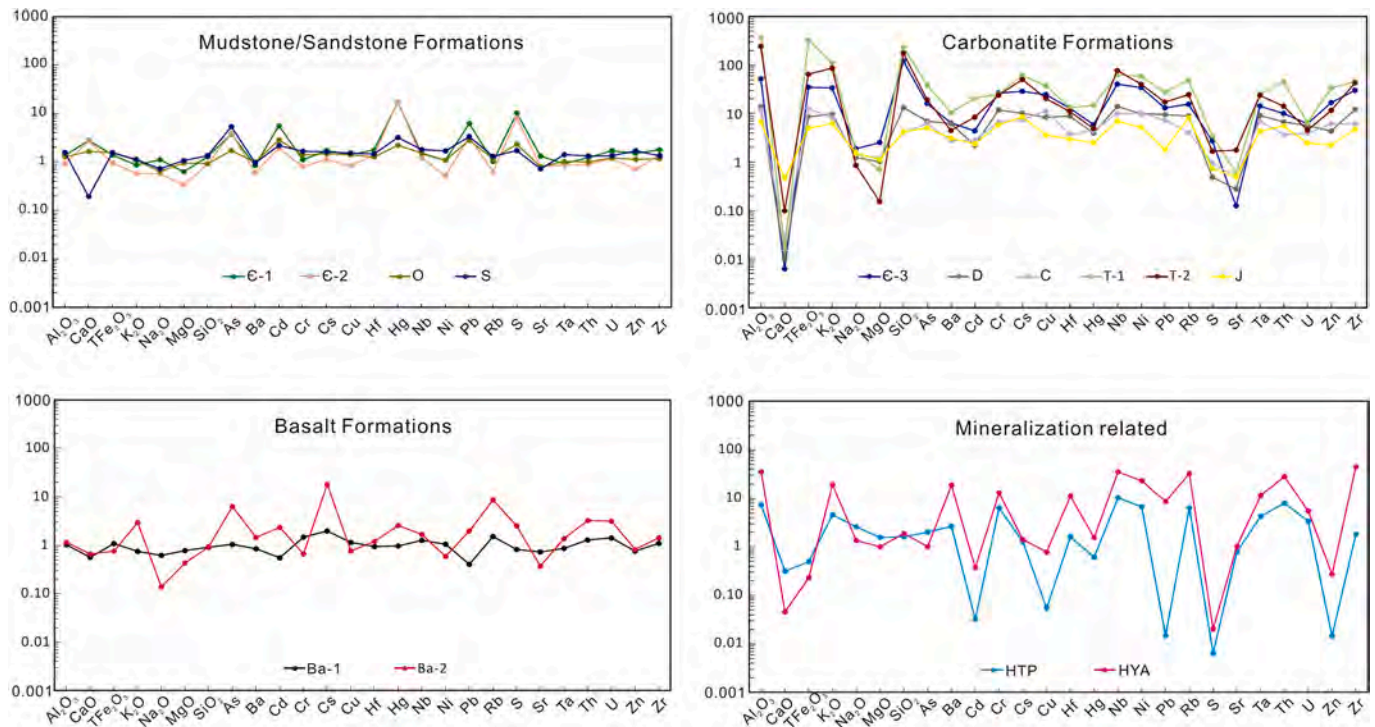 Mudstone/Sandstone Formations
1000
100
10
1
0.10
0.01
0.001
Є-1 Є-2 O S
Al₂O₃ CaO TFe₂O₃ K₂O Na₂O MgO SiO₂ As Ba Cd Cr Cs Cu Hf Hg Nb Ni Pb Rb S Sr Ta Th U Zn Zr
Carbonatite Formations
1000
100
10
1
0.10
0.01
0.001
Є-3 D C T-1 T-2 J
Al₂O₃ CaO TFe₂O₃ K₂O Na₂O MgO SiO₂ As Ba Cd Cr Cs Cu Hf Hg Nb Ni Pb Rb S Sr Ta Th U Zn Zr
Basalt Formations
1000
100
10
1
0.10
0.01
0.001
Ba-1 Ba-2
Al₂O₃ CaO TFe₂O₃ K₂O Na₂O MgO SiO₂ As Ba Cd Cr Cs Cu Hf Hg Nb Ni Pb Rb S Sr Ta Th U Zn Zr
Mineralization related
1000
100
10
1
0.10
0.01
0.001
HTP HYA
Al₂O₃ CaO TFe₂O₃ K₂O Na₂O MgO SiO₂ As Ba Cd Cr Cs Cu Hf Hg Nb Ni Pb Rb S Sr Ta Th U Zn Zr